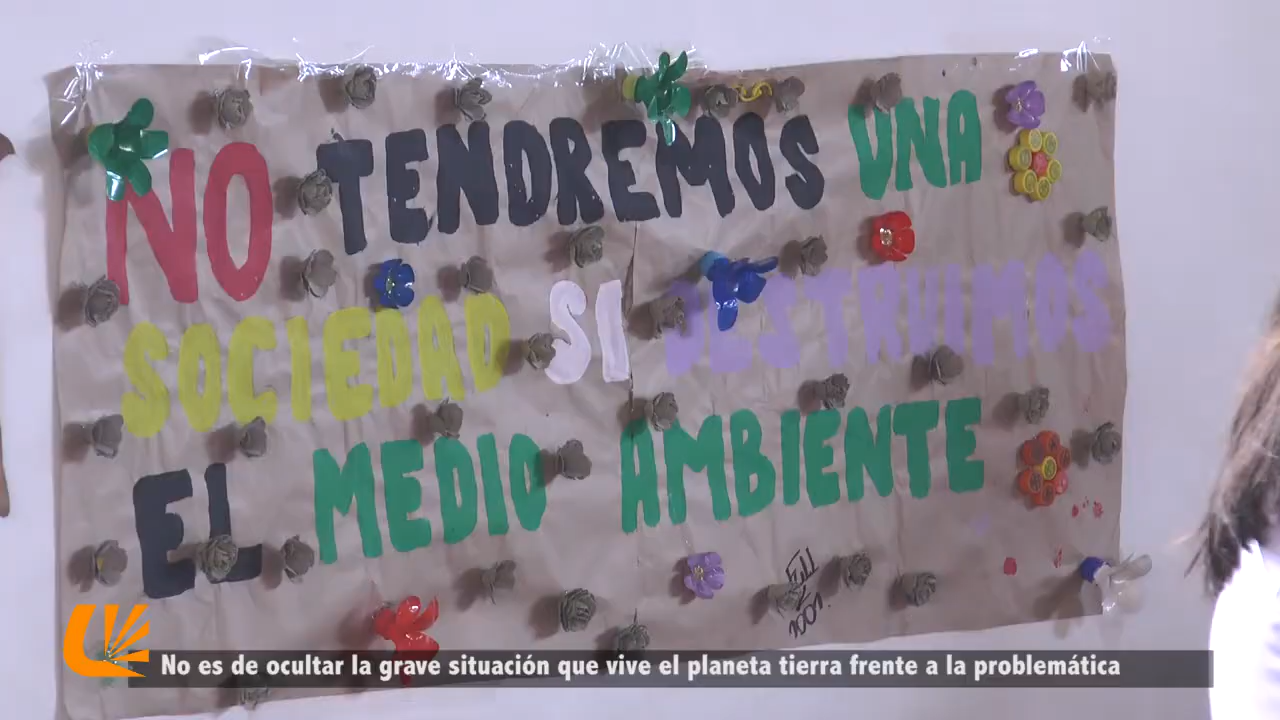 NO TENDREMOS UNA
SOCIEDAD SI DESTRUIMOS
EL MEDIO AMBIENTE
No es de ocultar la grave situación que vive el planeta tierra frente a la problemática